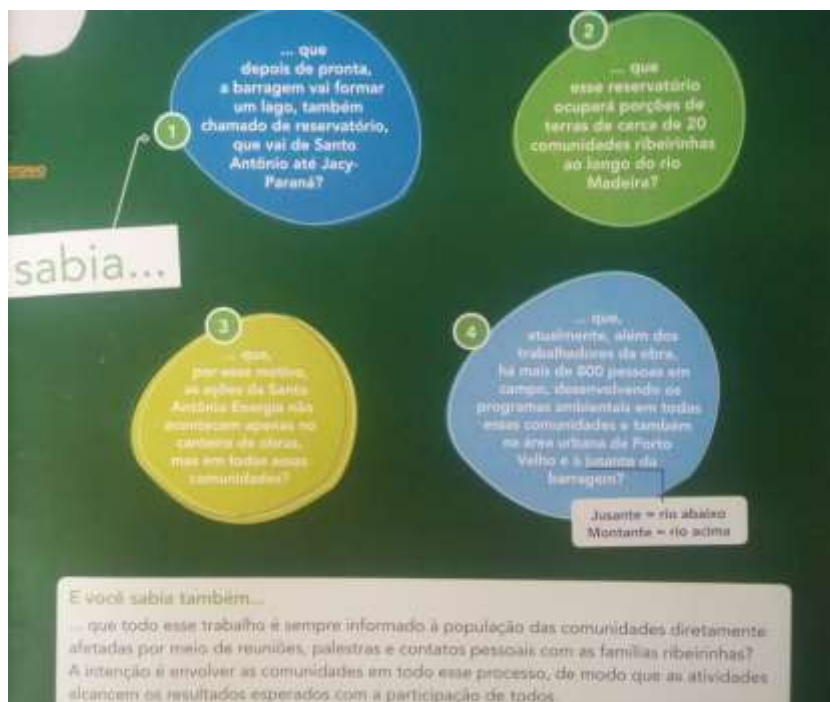 sabia...
1
... que
depois de pronta,
a barragem vai formar
um lago, também
chamado de reservatório,
que vai de Santo
Antônio até Jacy-
Paraná?
2
... que
esse reservatório
ocupará porções de
terras de cerca de 20
comunidades ribeirinhas
ao longo do rio
Madeira?
3
... que,
por esse motivo,
as ações da Santo
Antônio Energia não
acontecem apenas no
canteiro de obras,
mas em todas essas
comunidades?
4
... que,
atualmente, além dos
trabalhadores da obra,
há mais de 800 pessoas em
campo, desenvolvendo os
programas ambientais em todas
essas comunidades e também
na área urbana de Porto
Velho e a jusante da
barragem?
Jusante = rio abaixo
Montante = rio acima
E você sabia também...
... que todo esse trabalho é sempre informado à população das comunidades diretamente
afetadas por meio de reuniões, palestras e contatos pessoais com as famílias ribeirinhas?
A intenção é envolver as comunidades em todo esse processo, de modo que as atividades
alcancem os resultados esperados com a participação de todos.